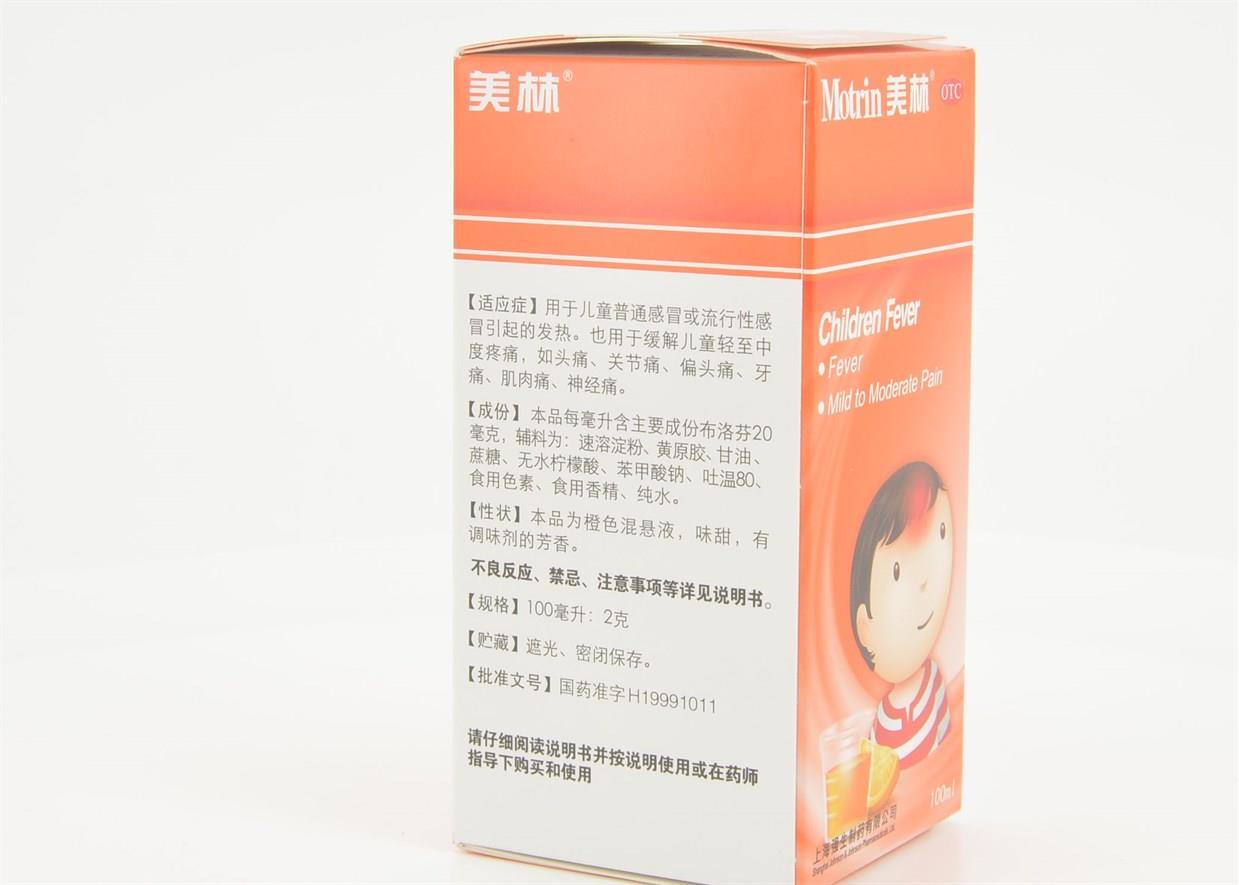 美林®
【适应症】用于儿童普通感冒或流行性感
冒引起的发热。也用于缓解儿童轻至中
度疼痛，如头痛、关节痛、偏头痛、牙
痛、肌肉痛、神经痛。
【成份】本品每毫升含主要成份布洛芬20
毫克，辅料为：速溶淀粉、黄原胶、甘油、
蔗糖、无水柠檬酸、苯甲酸钠、吐温80、
食用色素、食用香精、纯水。
【性状】本品为橙色混悬液，味甜，有
调味剂的芳香。
不良反应、禁忌、注意事项等详见说明书。
【规格】100毫升：2克
【贮藏】遮光、密闭保存。
【批准文号】国药准字H19991011
请仔细阅读说明书并按说明使用或在药师
指导下购买和使用
Motrin 美林® OTC
Children Fever
• Fever
• Mild to Moderate Pain
100ml
上海强生制药有限公司
Shanghai Johnson & Johnson Pharmaceuticals Ltd.